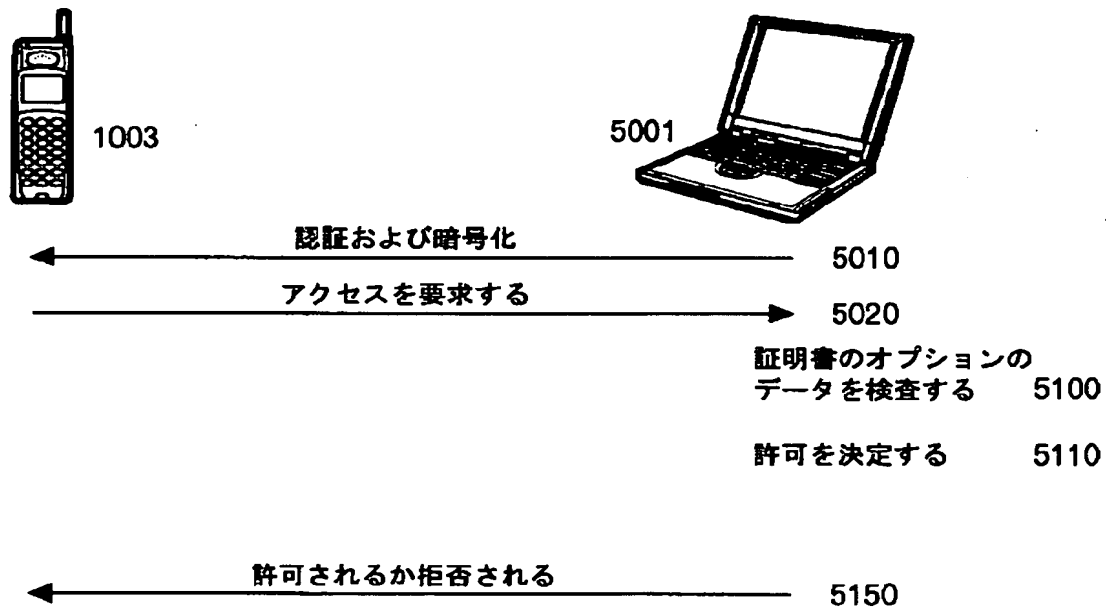 1003
5001
認証および暗号化
5010
アクセスを要求する
5020
証明書のオプションの
データを検査する 5100
許可を決定する 5110
許可されるか拒否される
5150